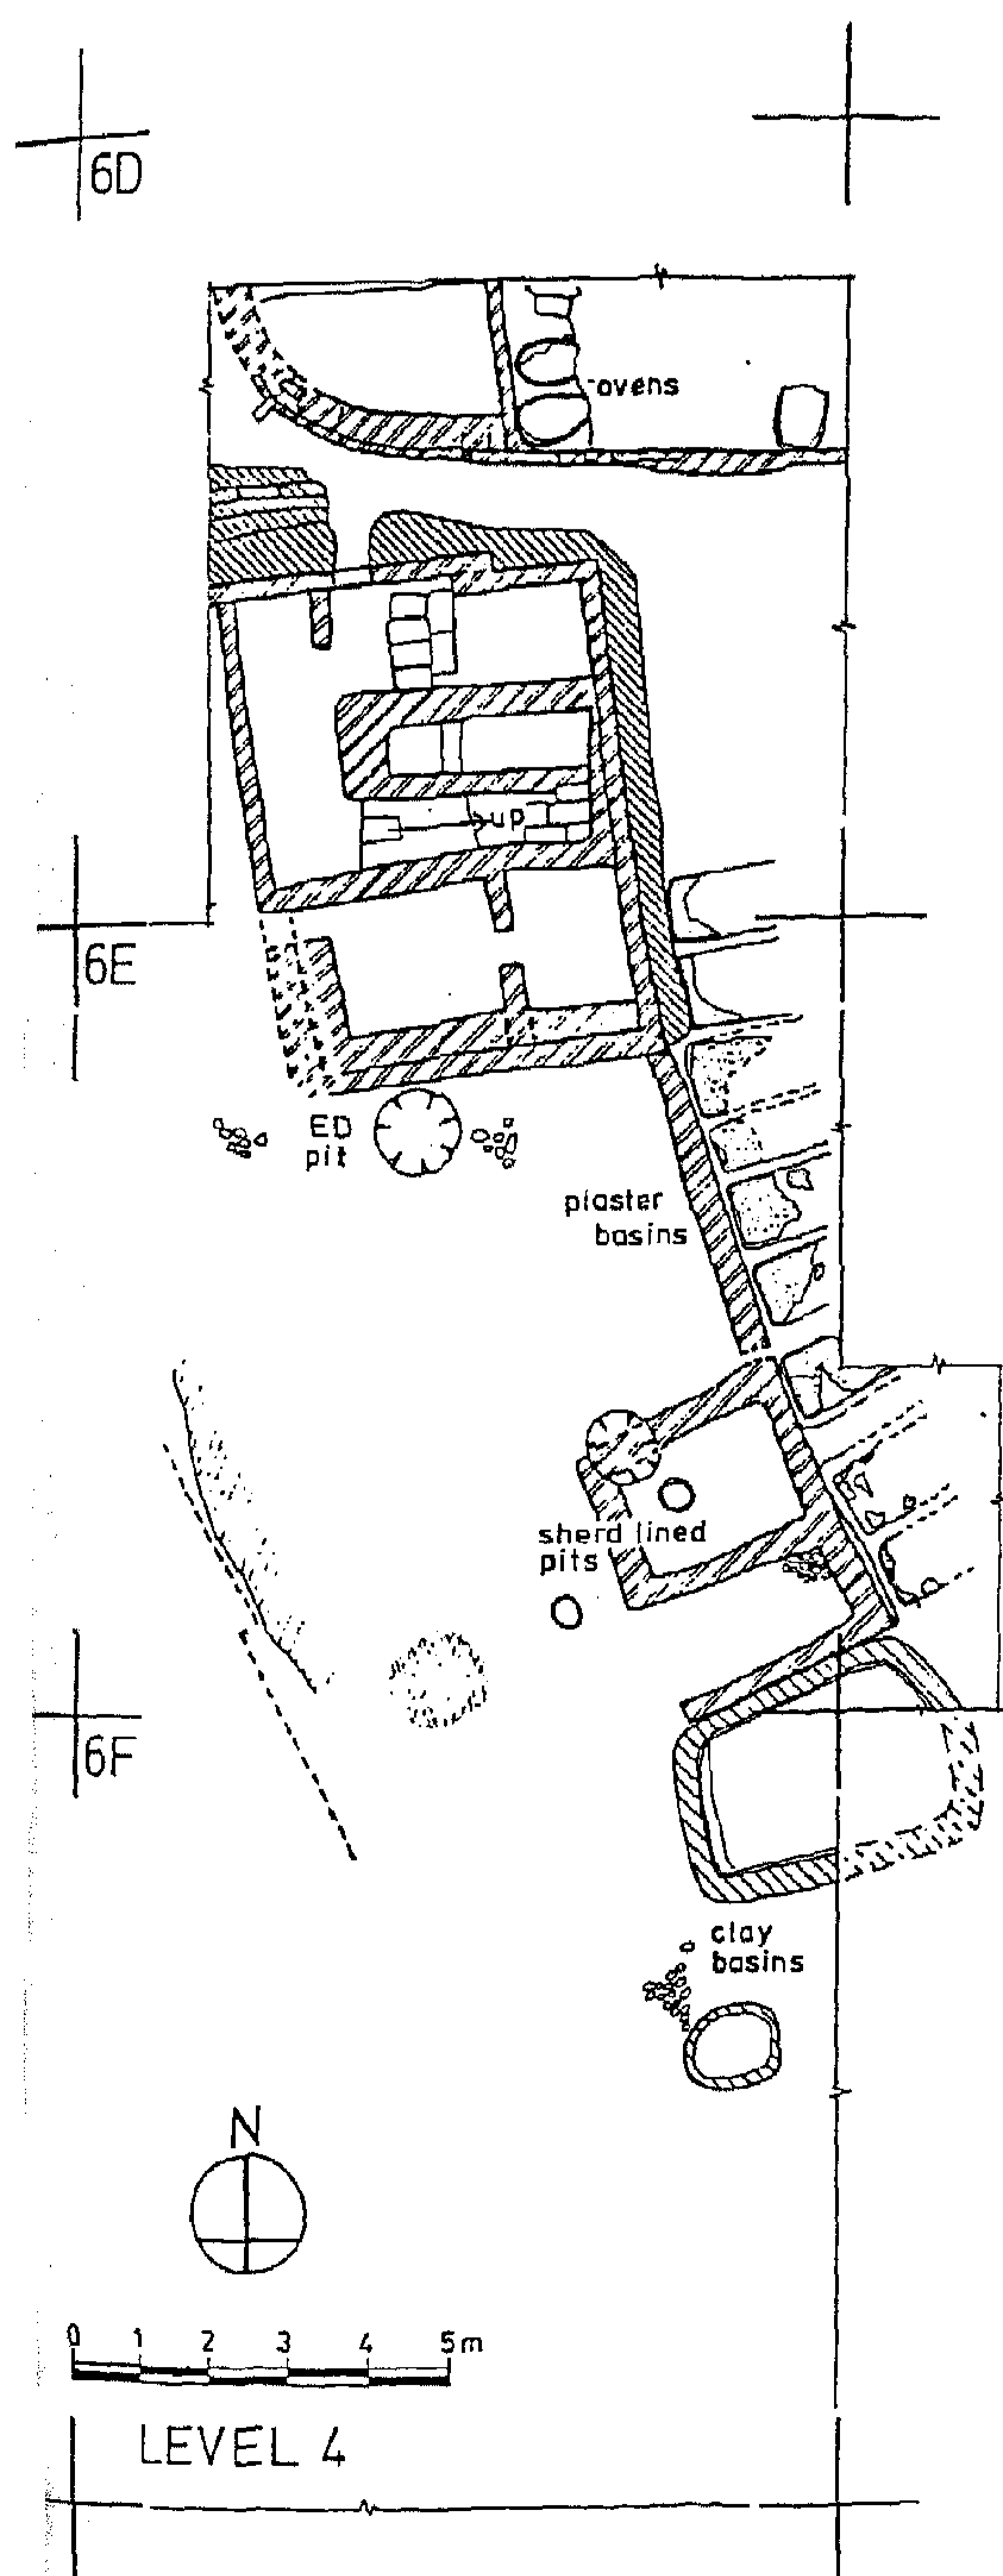 6D
ovens
up
6E
ED
pit
plaster
basins
sherd lined
pits
6F
clay
basins
N
0 1 2 3 4 5m
LEVEL 4